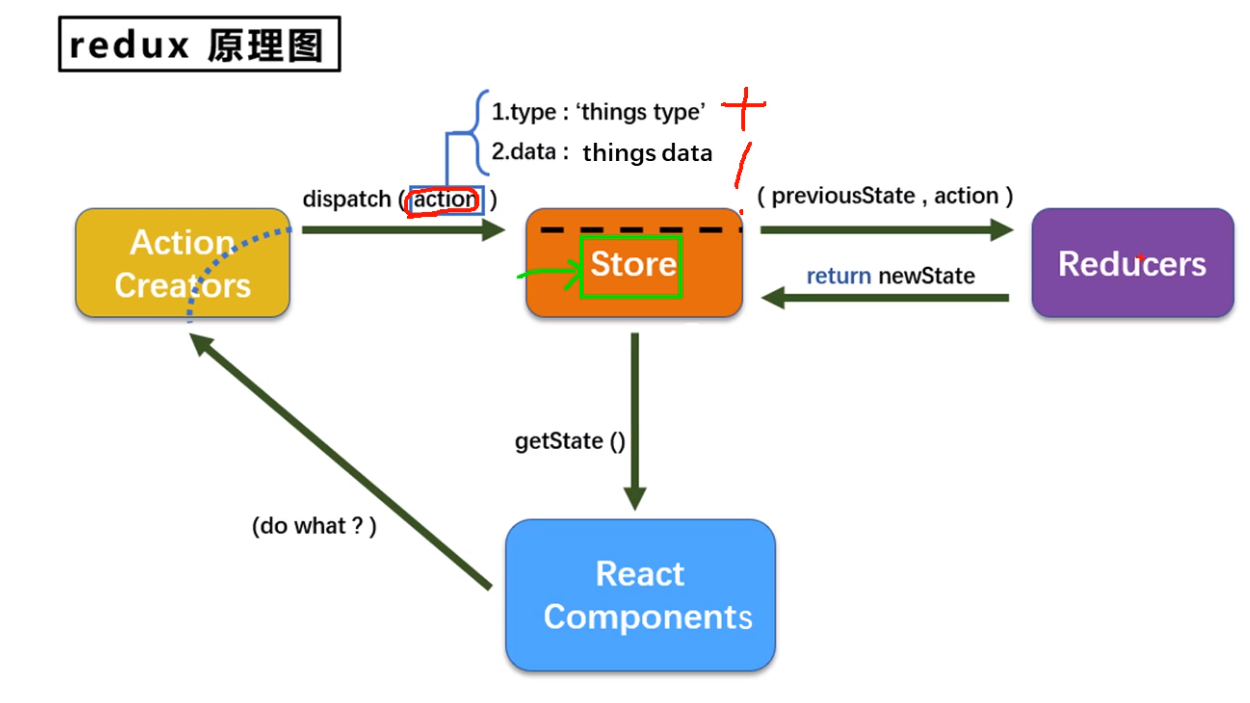 redux 原理图
1.type : ‘things type’
2.data : things data
dispatch ( action )
( previousState , action )
Action
Creators
Store
Reducers
return newState
getState ()
(do what ? )
React
Components